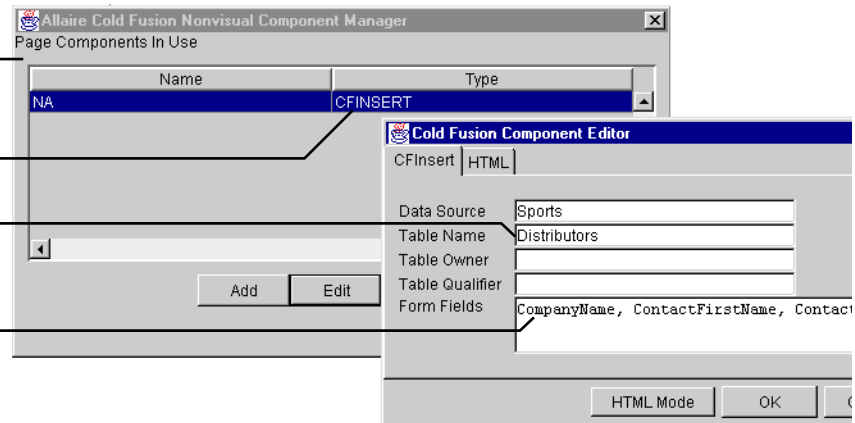 Allaire Cold Fusion Nonvisual Component Manager
Page Components In Use
Name Type
NA CFINSERT
Add Edit
Cold Fusion Component Editor
CFInsert HTML
Data Source Sports
Table Name Distributors
Table Owner
Table Qualifier
Form Fields CompanyName, ContactFirstName, Contact
HTML Mode OK